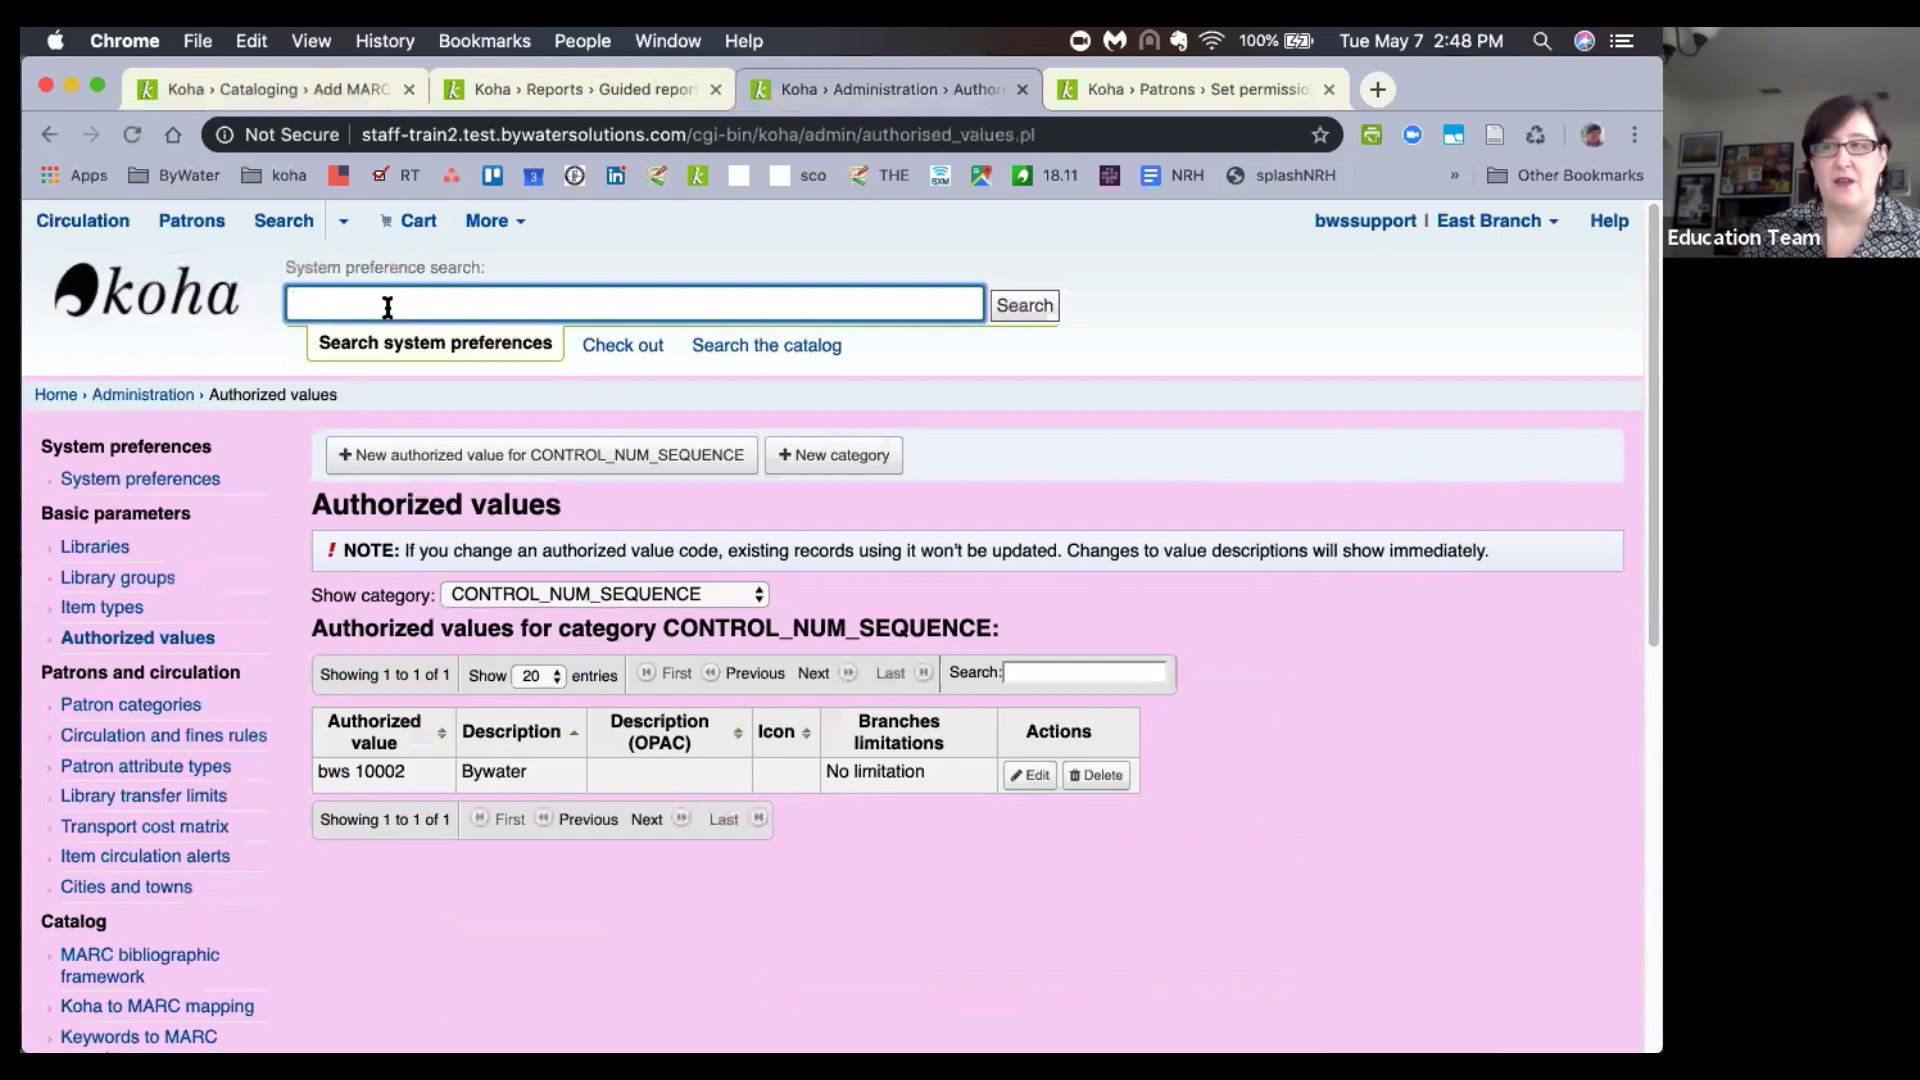 Chrome File Edit View History Bookmarks People Window Help 100% Tue May 7 2:48 PM
Koha › Cataloging › Add MARC
Koha › Reports › Guided repor
Koha › Administration › Author
Koha › Patrons › Set permissio
Not Secure staff-train2.test.bywatersolutions.com/cgi-bin/koha/admin/authorised_values.pl
Apps ByWater koha RT 3 in sco THE SXM 18.11 NRH splashNRH » Other Bookmarks
Education Team
Circulation Patrons Search Cart More bwssupport | East Branch Help
koha
System preference search:
Search
Search system preferences Check out Search the catalog
Home › Administration › Authorized values
System preferences
System preferences
Basic parameters
Libraries
Library groups
Item types
Authorized values
Patrons and circulation
Patron categories
Circulation and fines rules
Patron attribute types
Library transfer limits
Transport cost matrix
Item circulation alerts
Cities and towns
Catalog
MARC bibliographic
framework
Koha to MARC mapping
Keywords to MARC
+ New authorized value for CONTROL_NUM_SEQUENCE + New category
Authorized values
! NOTE: If you change an authorized value code, existing records using it won't be updated. Changes to value descriptions will show immediately.
Show category: CONTROL_NUM_SEQUENCE
Authorized values for category CONTROL_NUM_SEQUENCE:
Showing 1 to 1 of 1 Show 20 entries First Previous Next Last Search:
Authorized value Description Description (OPAC) Icon Branches limitations Actions
bws 10002 Bywater No limitation Edit Delete
Showing 1 to 1 of 1 First Previous Next Last